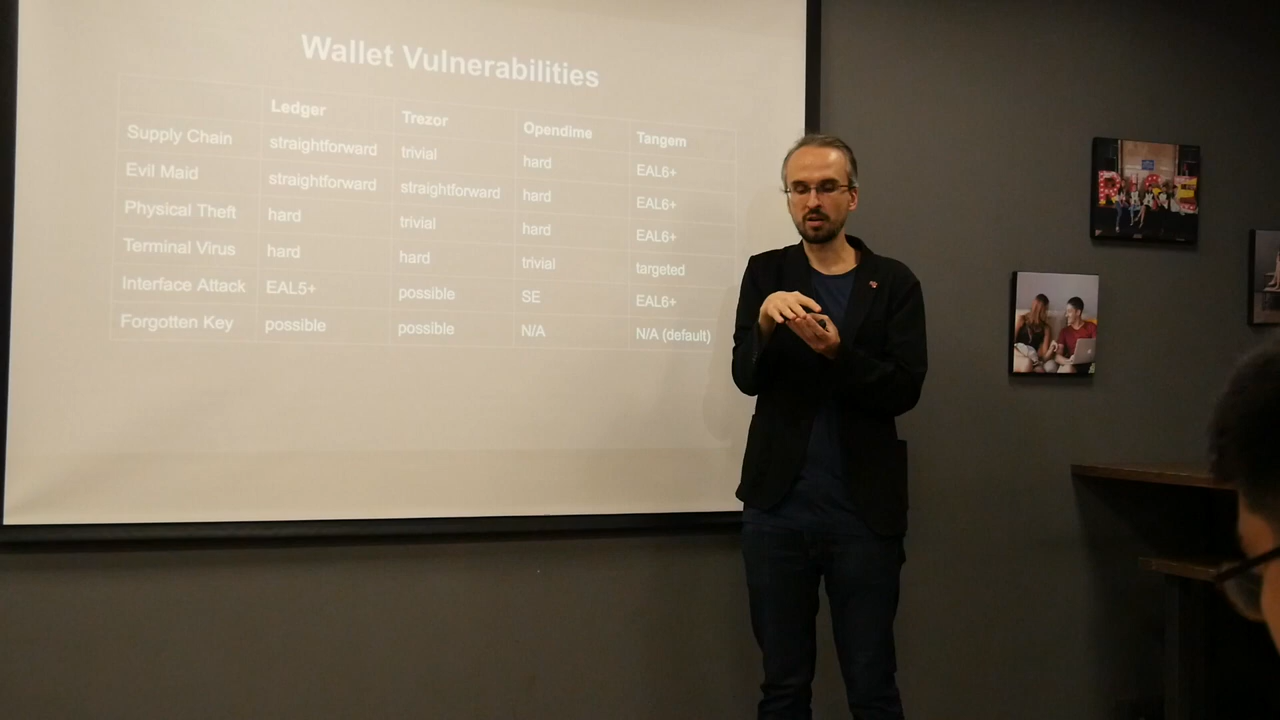 Wallet Vulnerabilities
Ledger Trezor Opendime Tangem
Supply Chain straightforward trivial hard EAL6+
Evil Maid straightforward straightforward hard EAL6+
Physical Theft hard trivial hard EAL6+
Terminal Virus hard hard trivial targeted
Interface Attack EAL5+ possible SE EAL6+
Forgotten Key possible possible N/A N/A (default)